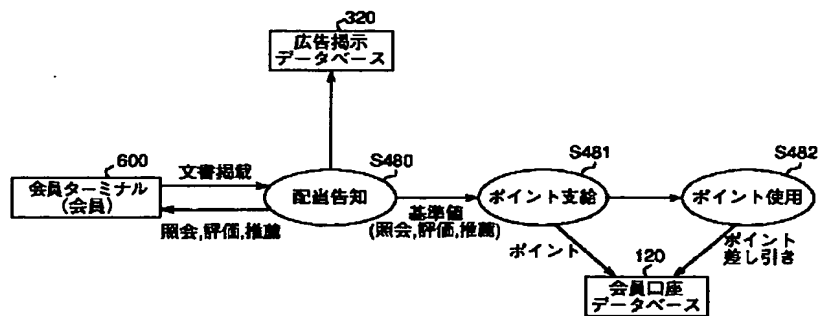 320
広告掲示
データベース
600
会員ターミナル
(会員)
文書掲載
照会,評価,推薦
S480
配当告知
基準値
(照会,評価,推薦)
S481
ポイント支給
S482
ポイント使用
ポイント
ポイント
差し引き
120
会員口座
データベース